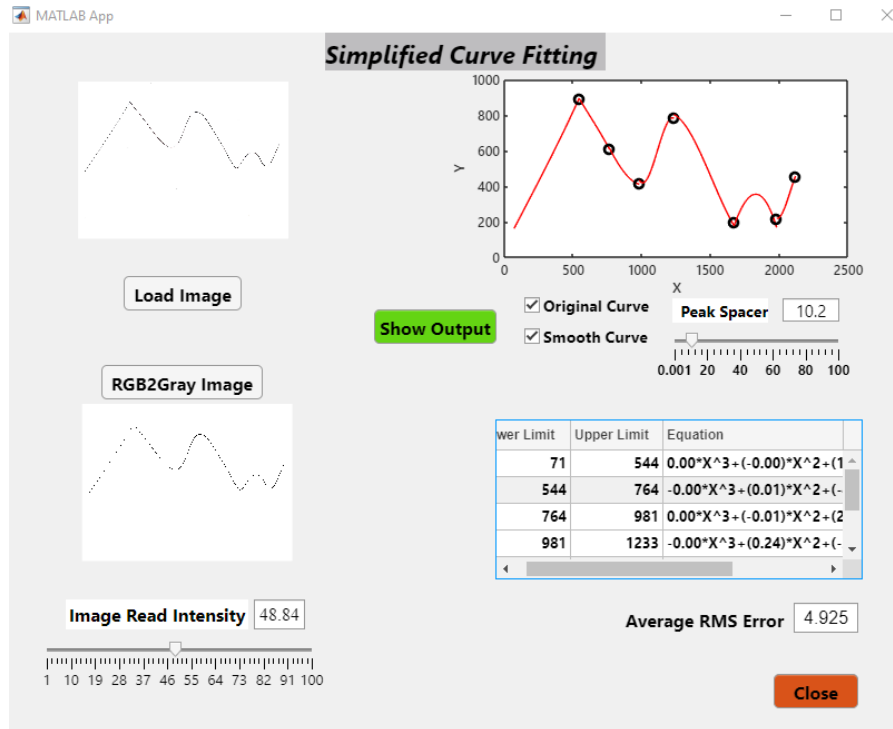 MATLAB App
Simplified Curve Fitting
1000
800
600
400
200
0
Y
0 500 1000 1500 2000 2500
X
Load Image
Original Curve
Smooth Curve
Peak Spacer 10.2
0.001 20 40 60 80 100
Show Output
RGB2Gray Image
wer Limit Upper Limit Equation
71 544 0.00*X^3+(-0.00)*X^2+(1
544 764 -0.00*X^3+(0.01)*X^2+(-
764 981 0.00*X^3+(-0.01)*X^2+(2
981 1233 -0.00*X^3+(0.24)*X^2+(-
Image Read Intensity 48.84
1 10 19 28 37 46 55 64 73 82 91 100
Average RMS Error 4.925
Close